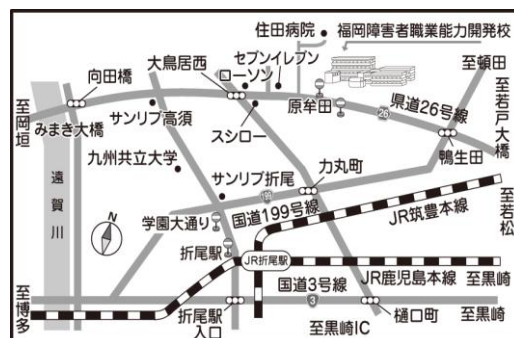 住田病院
福岡障害者職業能力開発校
セブンイレブン
ローソン
大鳥居西
至頓田
向田橋
原牟田
県道26号線
26
至若戸大橋
至岡垣
みまき大橋
サンリブ高須
スシロー
鴨生田
九州共立大学
サンリブ折尾
力丸町
遠賀川
N
学園大通り
国道199号線
JR筑豊本線
至若松
折尾駅
JR折尾駅
JR鹿児島本線
至黒崎
国道3号線
3
至博多
折尾駅入口
至黒崎IC
樋口町
至黒崎